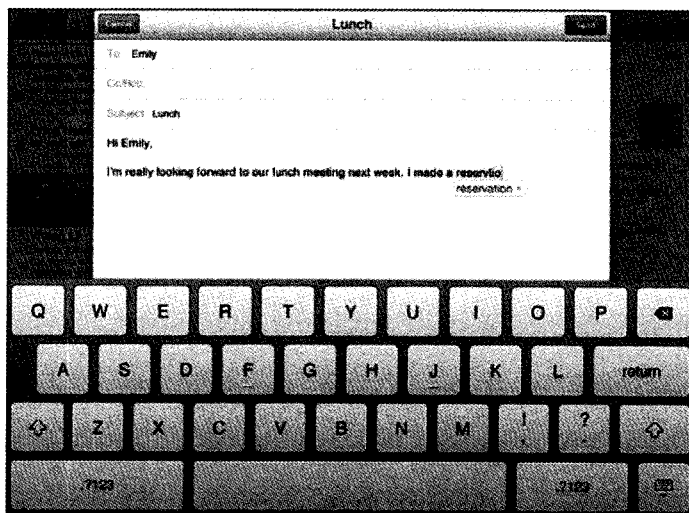 Lunch
To Emily
Cc/Bcc:
Subject Lunch
Hi Emily,
I'm really looking forward to our lunch meeting next week. I made a reservtio
reservation ×
Q W E R T Y U I O P
A S D F G H J K L return
Z X C V B N M ! , ? .
.?123 .?123